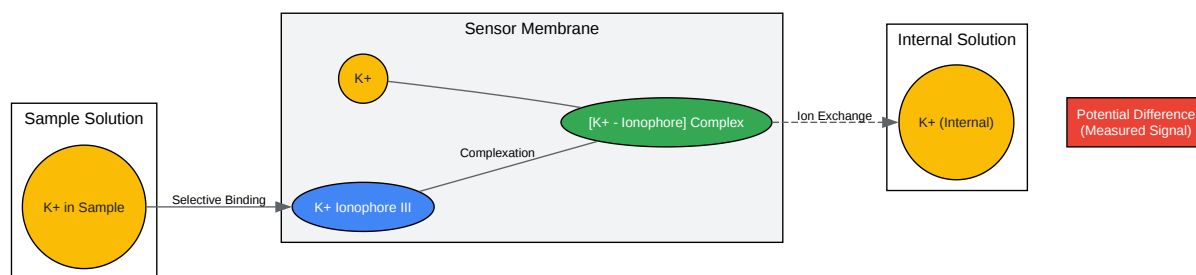 Sample Solution
K+ in Sample
Selective Binding
Sensor Membrane
K+
K+ Ionophore III
Complexation
[K+ - Ionophore] Complex
Ion Exchange
Internal Solution
K+ (Internal)
Potential Difference
(Measured Signal)